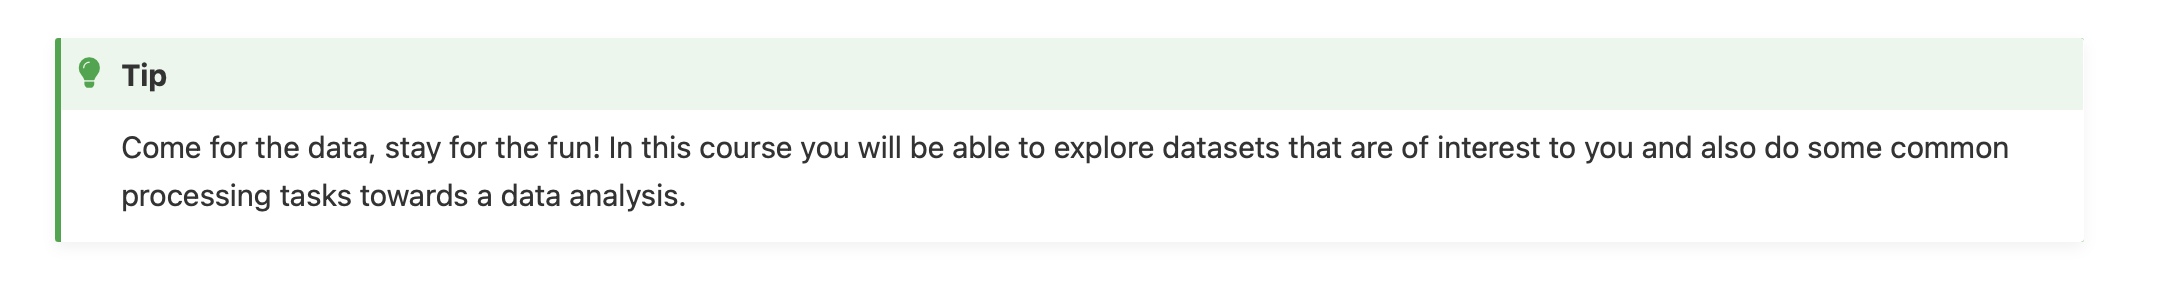 Tip
Come for the data, stay for the fun! In this course you will be able to explore datasets that are of interest to you and also do some common
processing tasks towards a data analysis.